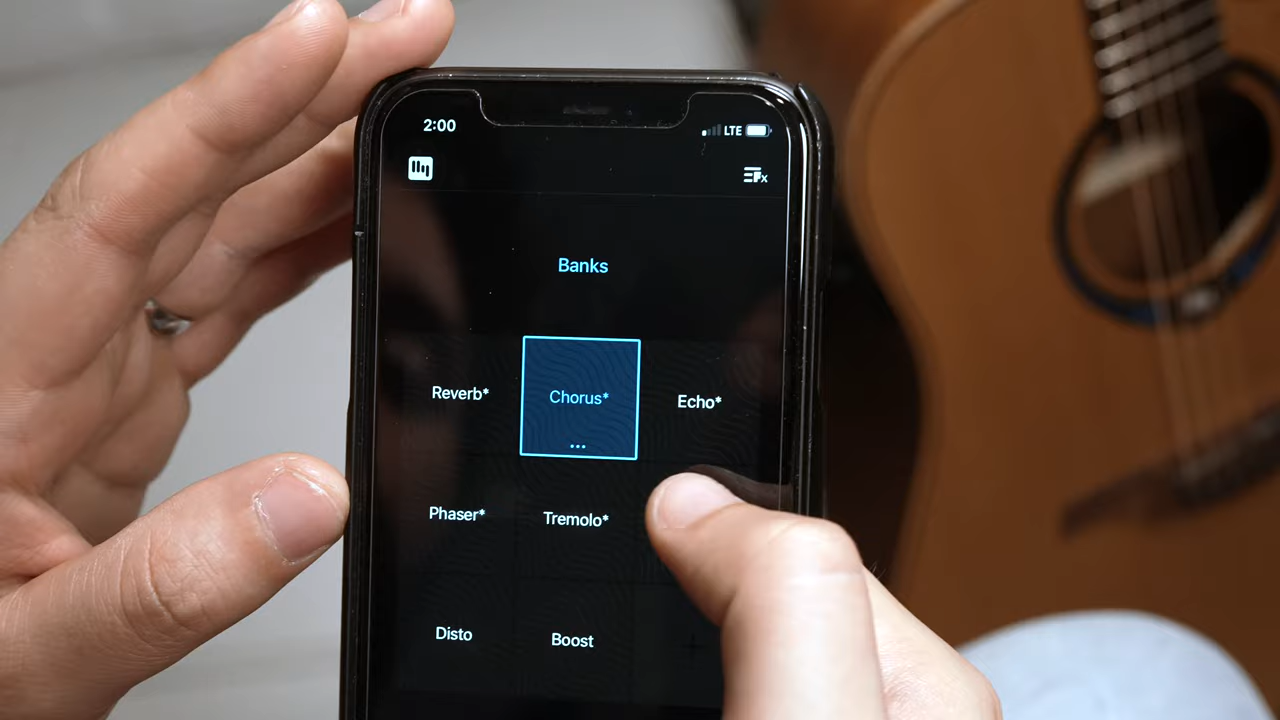 2:00 LTE
Banks
Reverb* Chorus* Echo*
Phaser* Tremolo*
Disto Boost